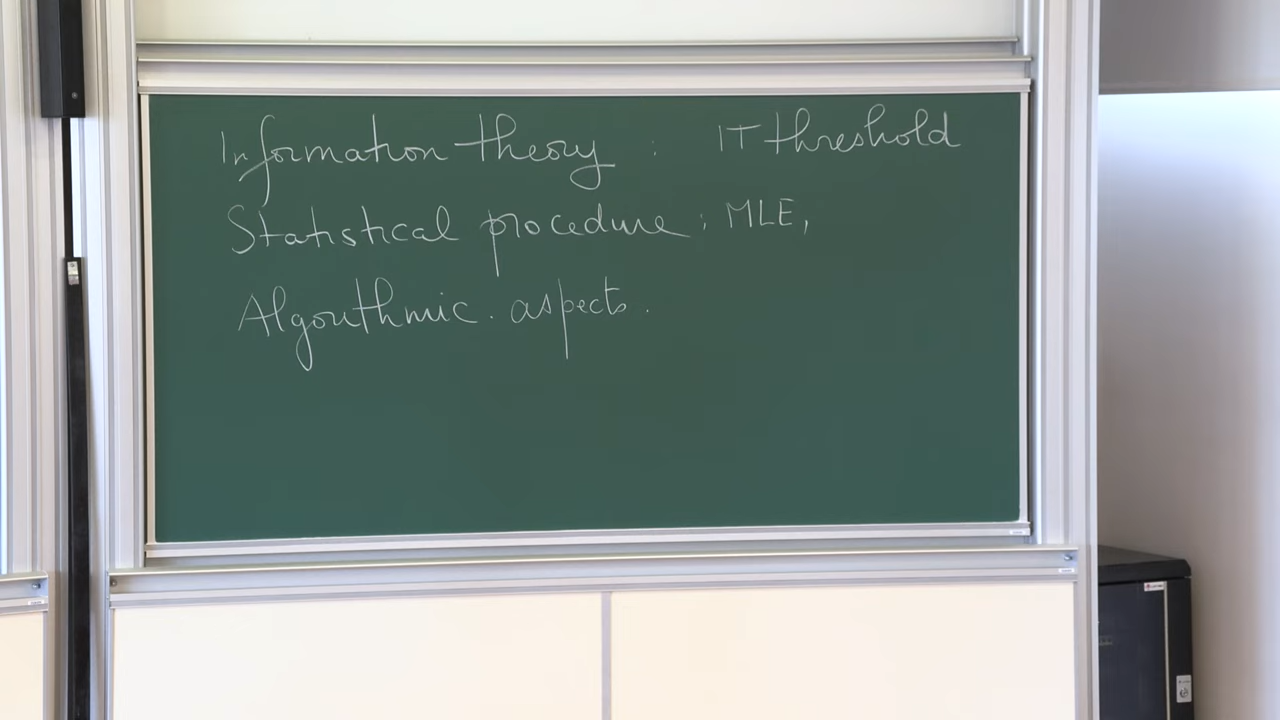 Information theory : IT threshold
Statistical procedure : MLE,
Algorithmic. aspects.